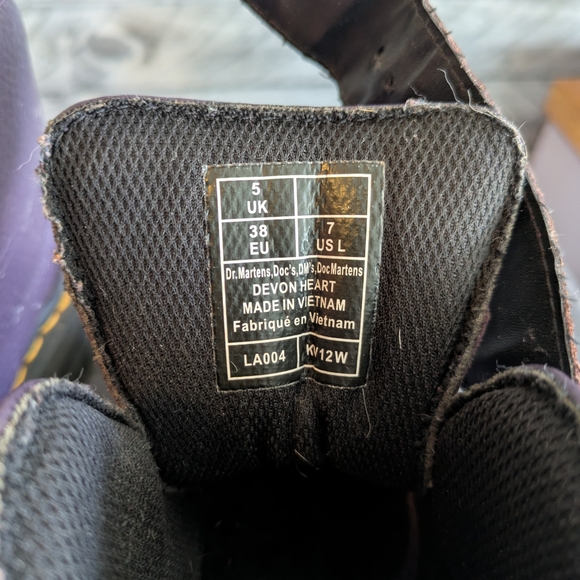 5
UK
38
EU
7
US L
Dr.Martens,Doc's,DM's,DocMartens
DEVON HEART
MADE IN VIETNAM
Fabriqué en Vietnam
LA004
KV12W